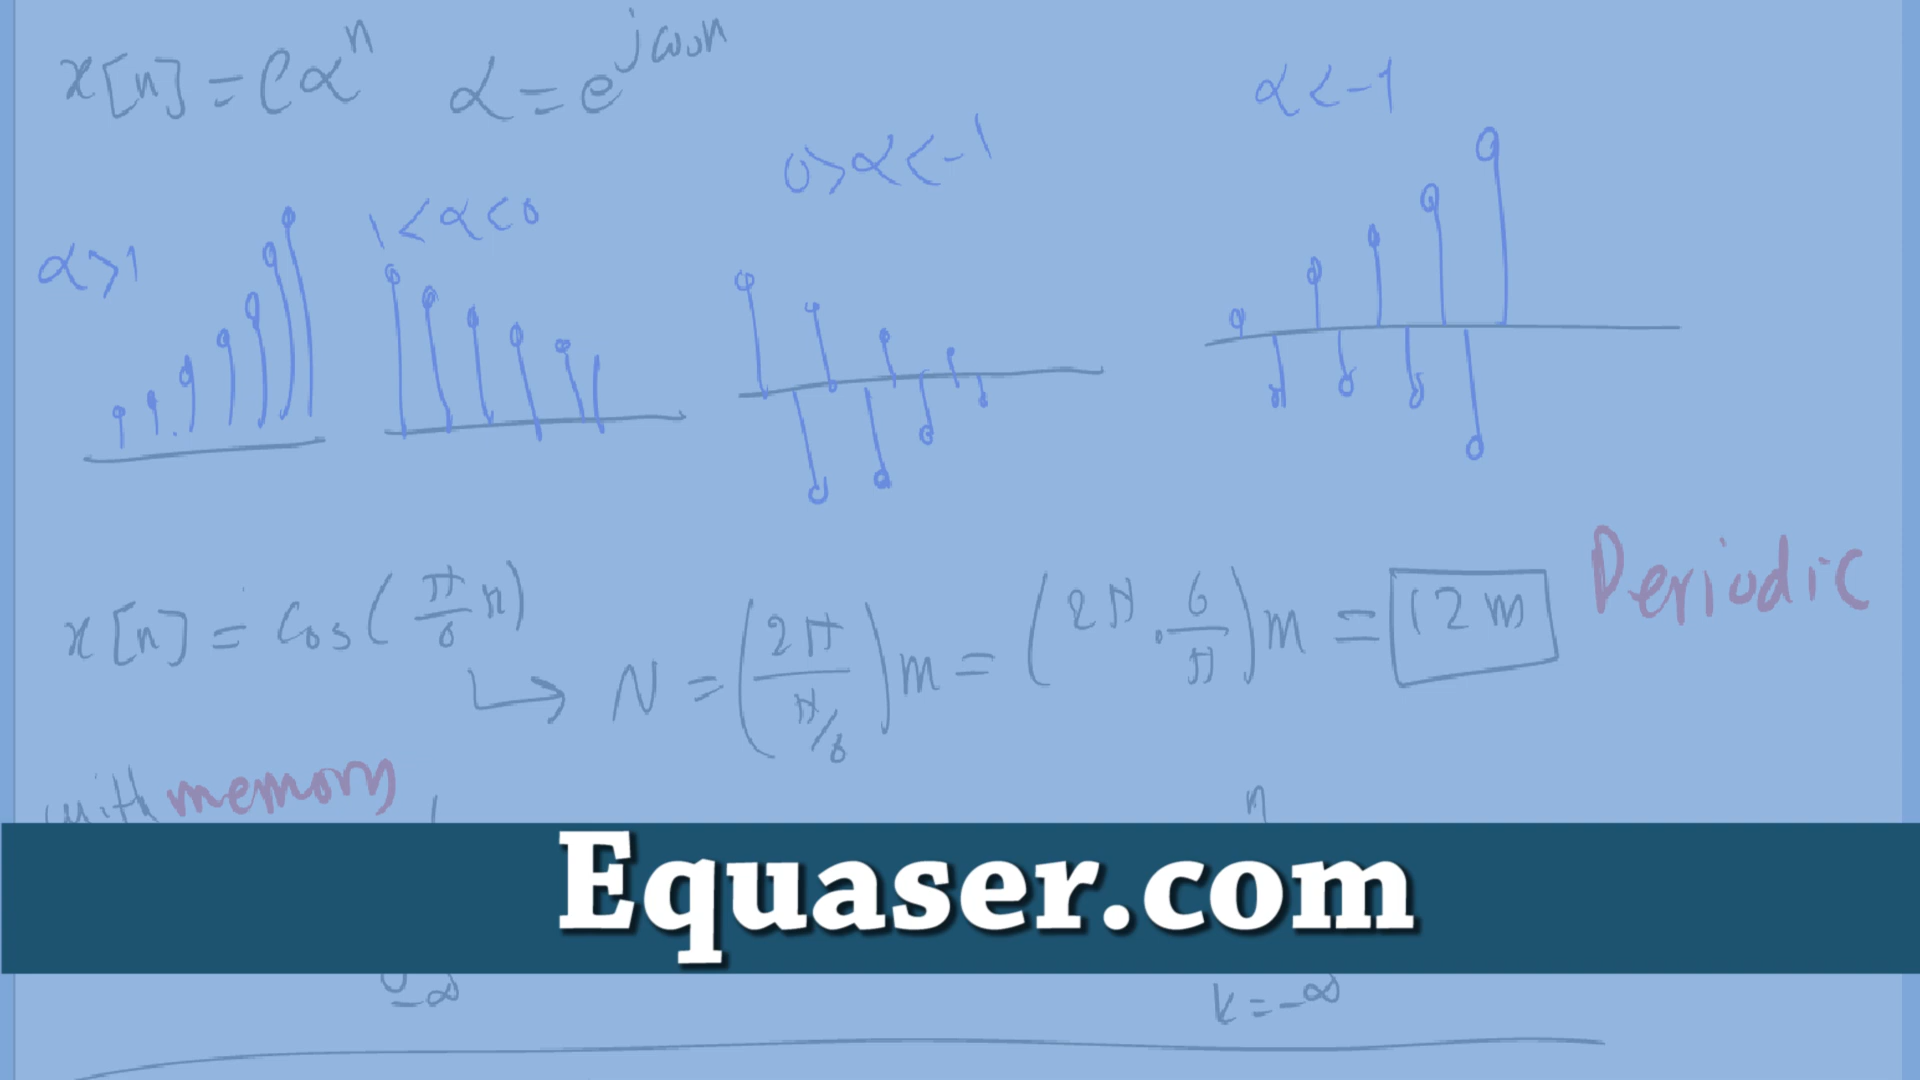 x[n] = Cα^n α = e^jω₀n
α < -1
0 > α < -1
1 < α < 0
α > 1
x[n] = Cos(π/6 n)
Periodic
↳ N = (2π / π/6) m = (2π · 6/π) m = 12 m
with memory
n
Equaser.com
-∞
k = -∞